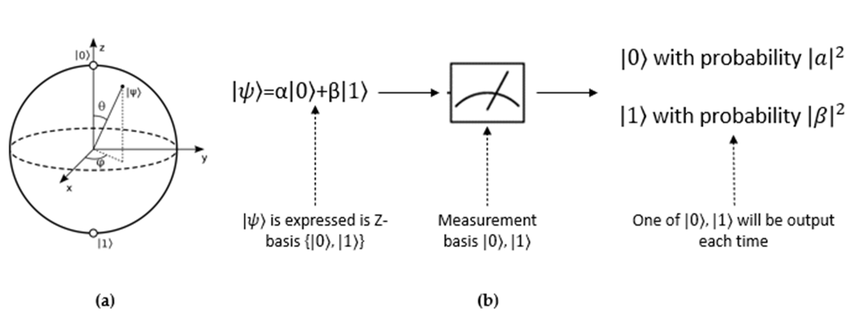 |0⟩
z
|ψ⟩
θ
y
φ
x
|1⟩
(a)
|ψ⟩=α|0⟩+β|1⟩
|0⟩ with probability |α|²
|1⟩ with probability |β|²
|ψ⟩ is expressed is Z-
basis {|0⟩, |1⟩}
Measurement
basis |0⟩, |1⟩
One of |0⟩, |1⟩ will be output
each time
(b)